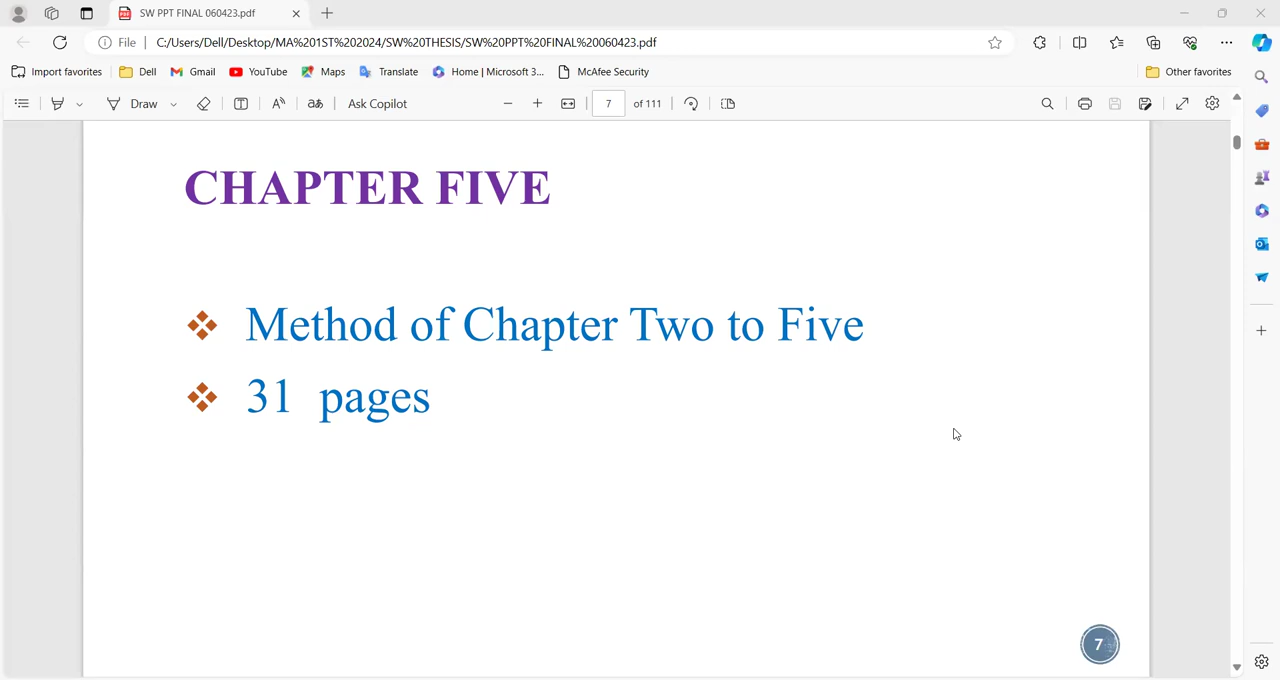 SW PPT FINAL 060423.pdf
File C:/Users/Dell/Desktop/MA%201ST%202024/SW%20THESIS/SW%20PPT%20FINAL%20060423.pdf
Import favorites Dell Gmail YouTube Maps Translate Home | Microsoft 3... McAfee Security Other favorites
Draw Ask Copilot 7 of 111
CHAPTER FIVE
Method of Chapter Two to Five
31 pages
7